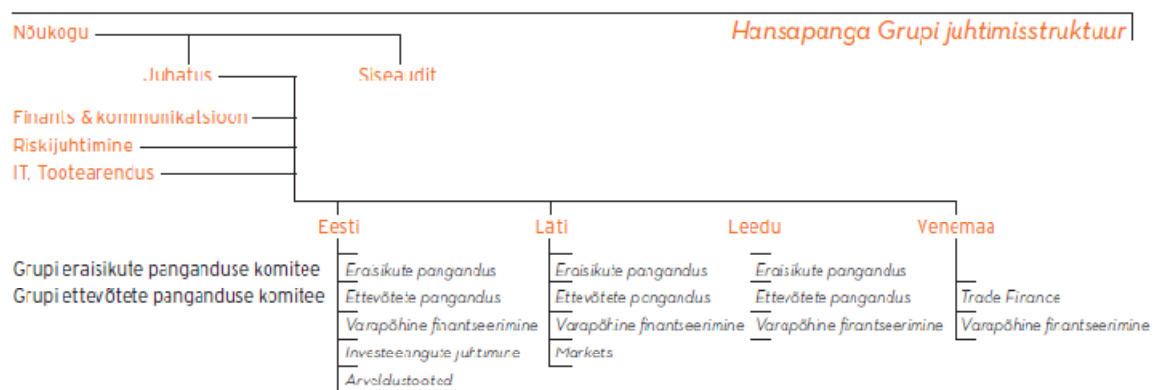 Hansapanga Grupi juhtimisstruktuur
Nõukogu
Juhatus Siseaudit
Finants & kommunikatsioon
Riskijuhtimine
IT, Tootearendus
Eesti Läti Leedu Venemaa
Grupi eraisikute panganduse komitee Eraisikute pangandus Eraisikute pangandus Eraisikute pangandus
Grupi ettevõtete panganduse komitee Ettevõtete pangandus Ettevõtete pangandus Ettevõtete pangandus Trade Finance
Varapõhine finantseerimine Varapõhine finantseerimine Varapõhine finantseerimine Varapõhine finantseerimine
Investeeringute juhtimine Markets
Arveldustooted